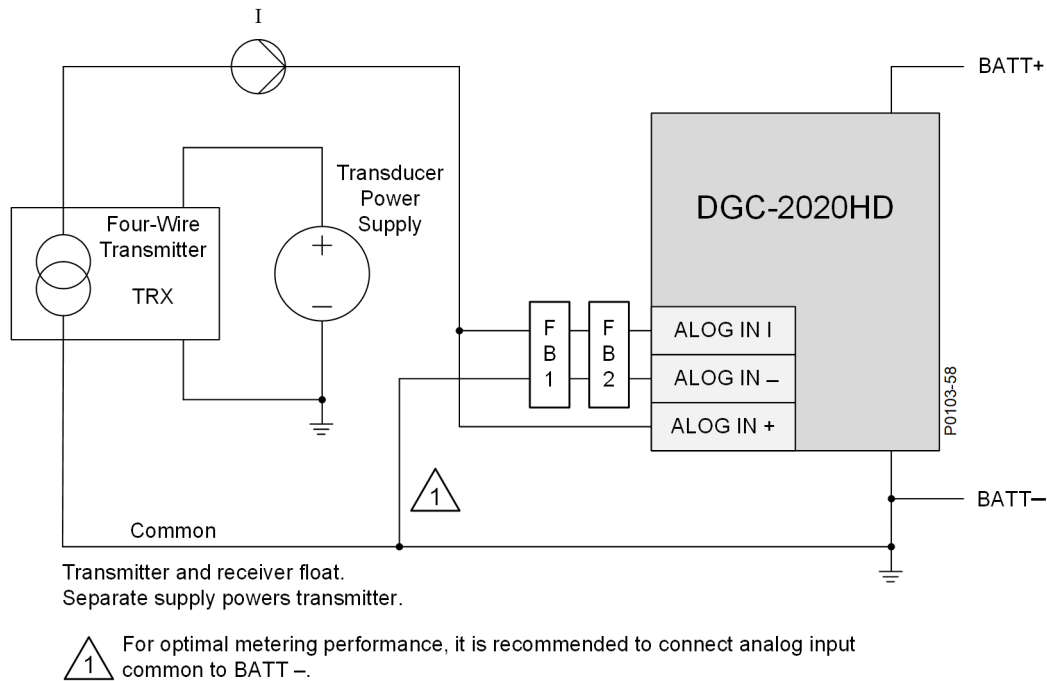 I
BATT+
Transducer
Power
Supply
+
–
Four-Wire
Transmitter
TRX
DGC-2020HD
F
B
1
F
B
2
ALOG IN I
ALOG IN –
ALOG IN +
P0103-58
1
BATT–
Common
Transmitter and receiver float.
Separate supply powers transmitter.
1
For optimal metering performance, it is recommended to connect analog input
common to BATT –.